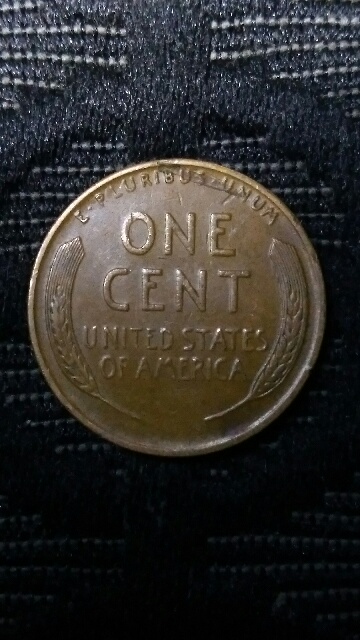 E·PLURIBUS·UNUM
ONE
CENT
UNITED STATES
OF AMERICA